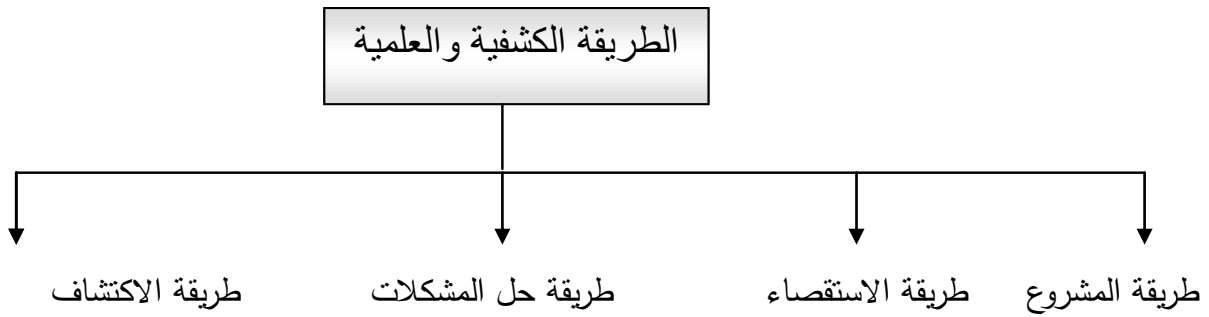 الطريقة الكشفية والعلمية
طريقة المشروع
طريقة الاستقصاء
طريقة حل المشكلات
طريقة الاكتشاف